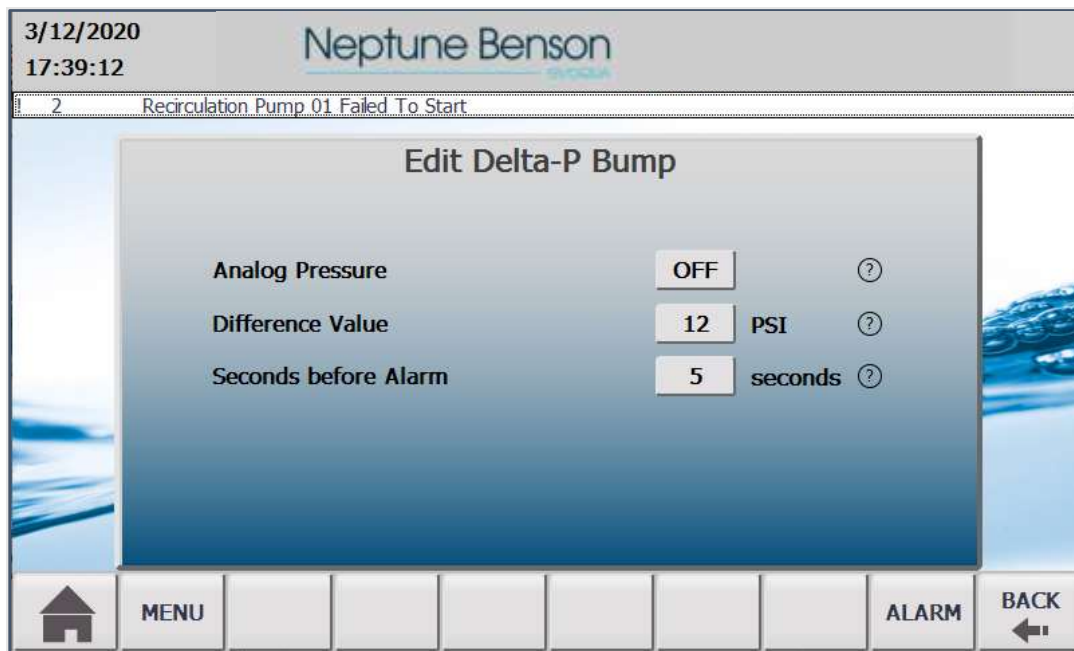 3/12/2020
17:39:12
Neptune Benson
EVOQUA
! 2 Recirculation Pump 01 Failed To Start
Edit Delta-P Bump
Analog Pressure OFF ?
Difference Value 12 PSI ?
Seconds before Alarm 5 seconds ?
MENU ALARM BACK